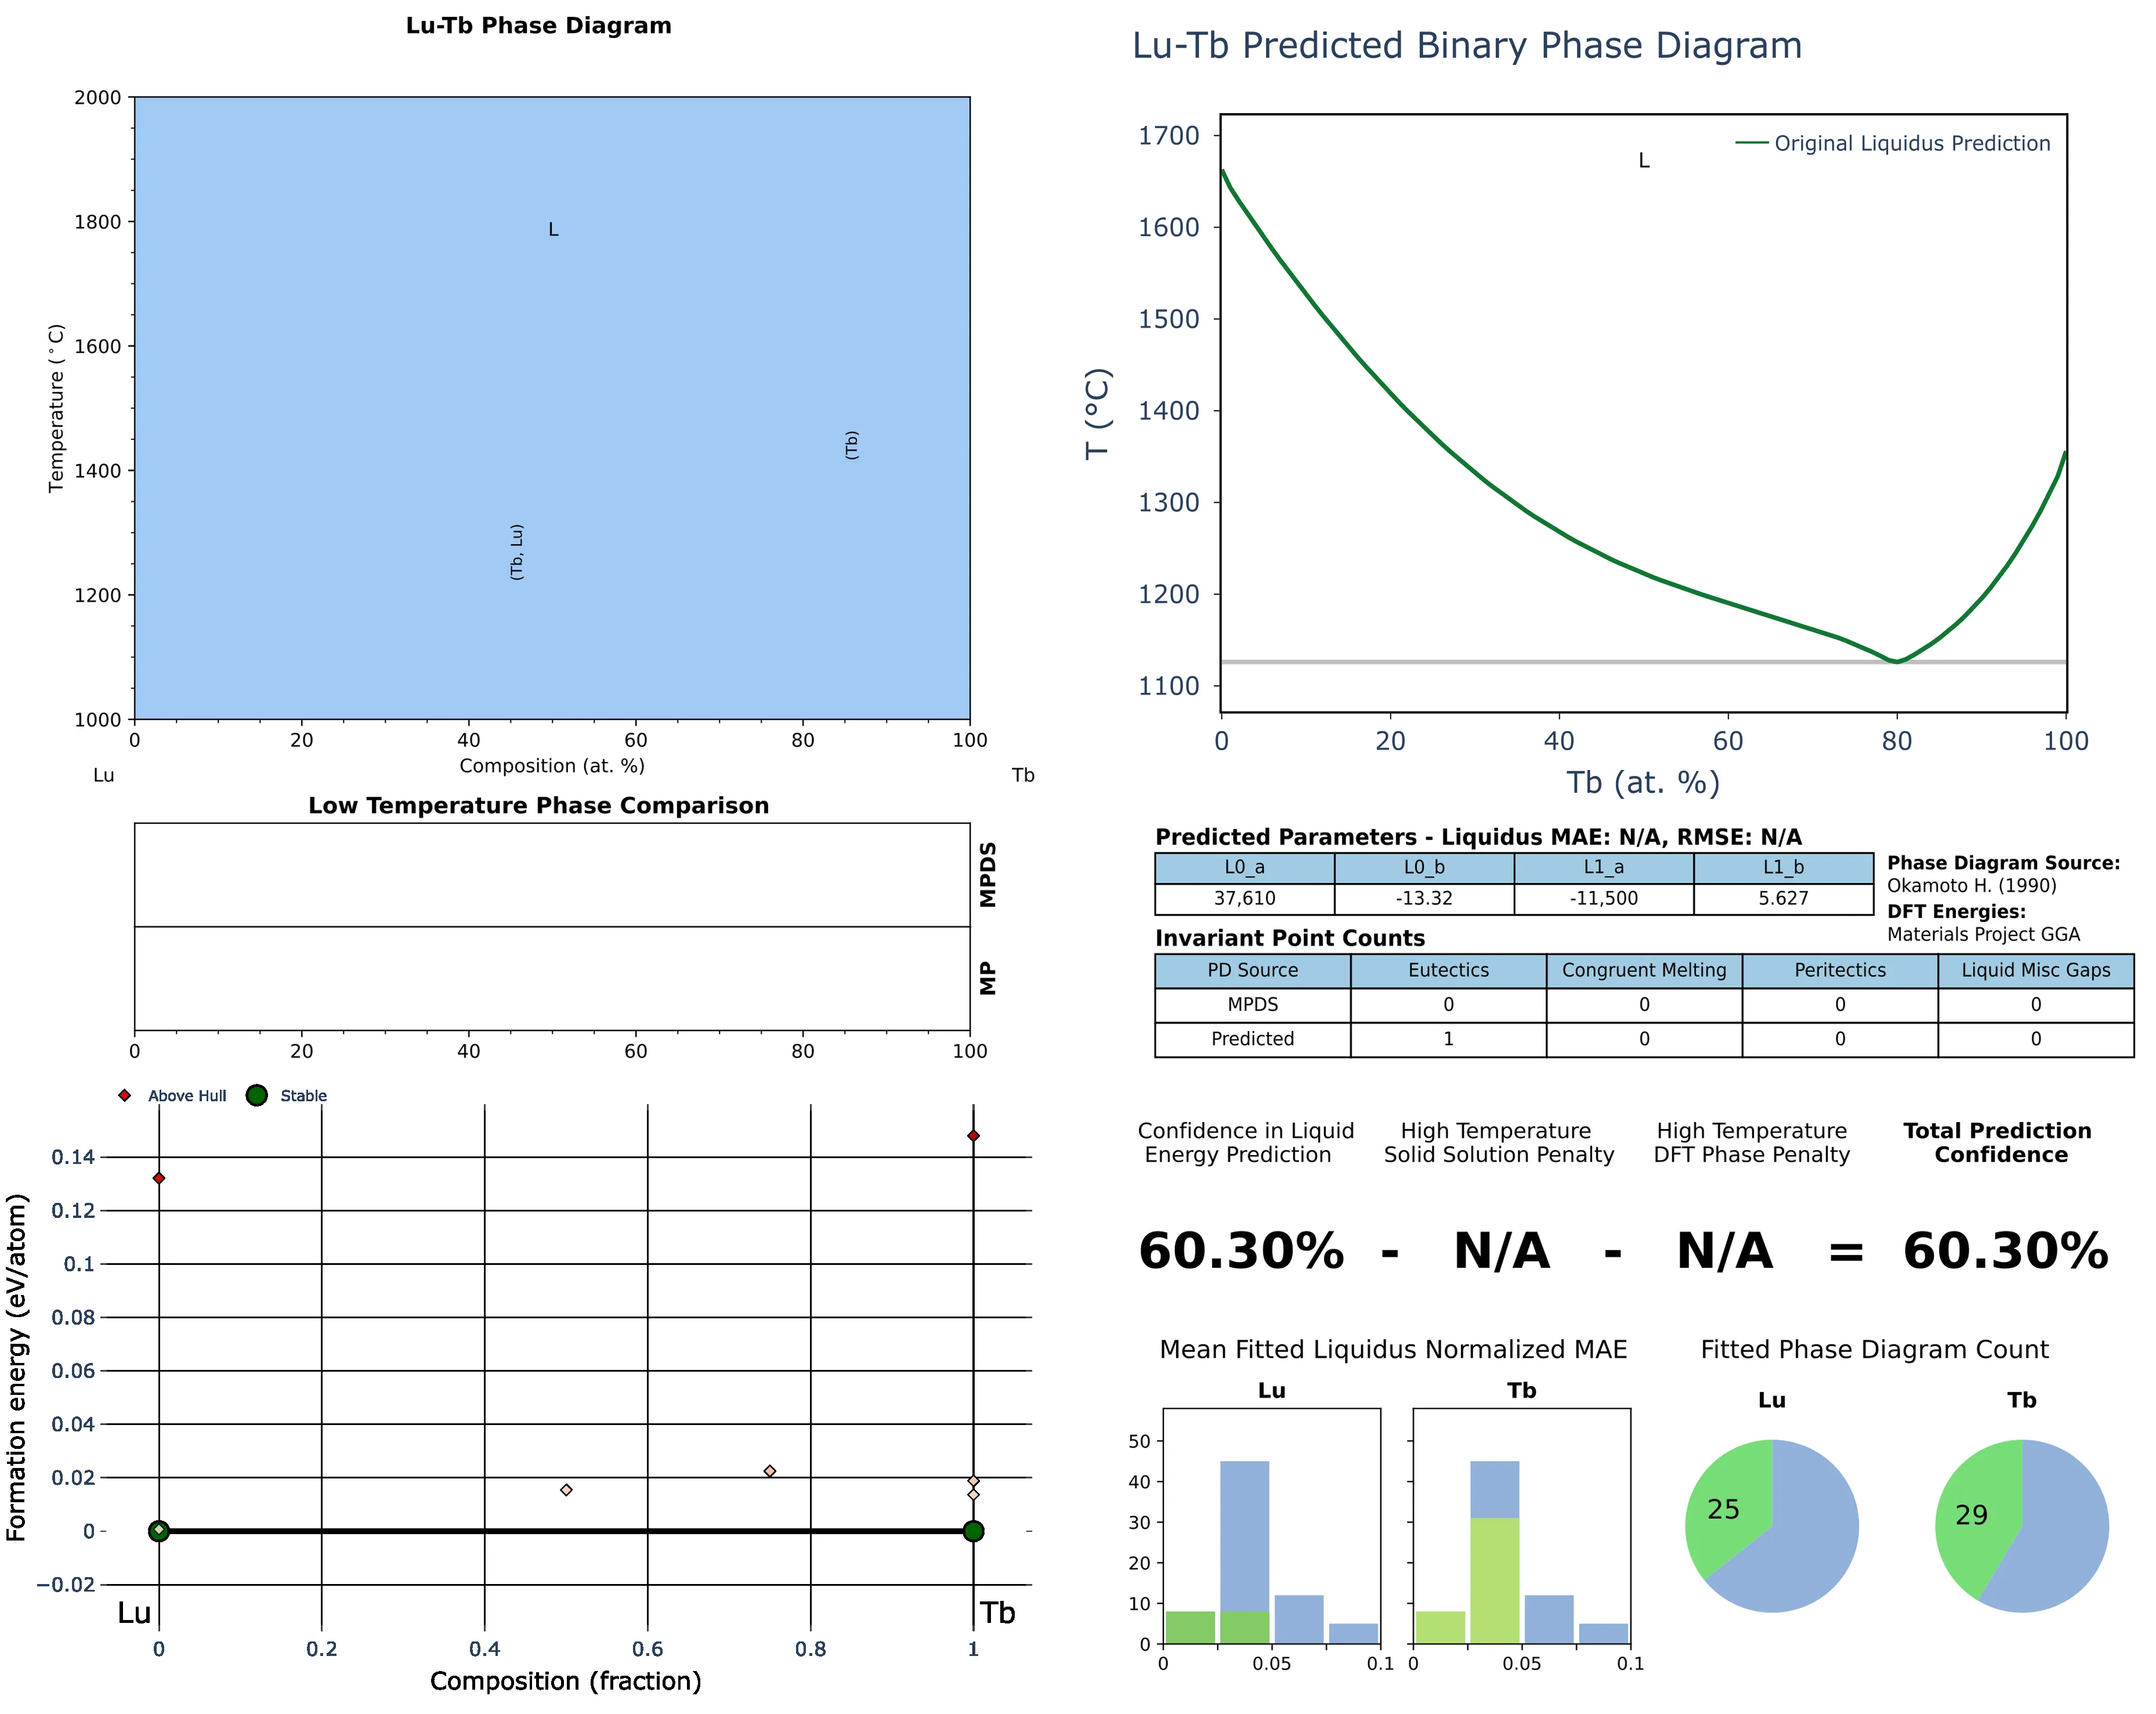 Lu-Tb Phase Diagram
2000
1800
1600
1400
1200
1000
Temperature (°C)
L
(Tb)
(Tb, Lu)
0 20 40 60 80 100
Composition (at. %)
Lu
Tb
Low Temperature Phase Comparison
MPDS
MP
0 20 40 60 80 100
Above Hull Stable
0.14
0.12
0.1
0.08
0.06
0.04
0.02
0
−0.02
Formation energy (eV/atom)
Lu
Tb
0 0.2 0.4 0.6 0.8 1
Composition (fraction)
Lu-Tb Predicted Binary Phase Diagram
1700
1600
1500
1400
1300
1200
1100
T (°C)
L
Original Liquidus Prediction
0 20 40 60 80 100
Tb (at. %)
Predicted Parameters - Liquidus MAE: N/A, RMSE: N/A
L0_a L0_b L1_a L1_b
37,610 -13.32 -11,500 5.627
Phase Diagram Source:
Okamoto H. (1990)
DFT Energies:
Materials Project GGA
Invariant Point Counts
PD Source Eutectics Congruent Melting Peritectics Liquid Misc Gaps
MPDS 0 0 0 0
Predicted 1 0 0 0
Confidence in Liquid
Energy Prediction
High Temperature
Solid Solution Penalty
High Temperature
DFT Phase Penalty
Total Prediction
Confidence
60.30% - N/A - N/A = 60.30%
Mean Fitted Liquidus Normalized MAE
Lu
Tb
50
40
30
20
10
0
0 0.05 0.1
0 0.05 0.1
Fitted Phase Diagram Count
Lu
Tb
25
29